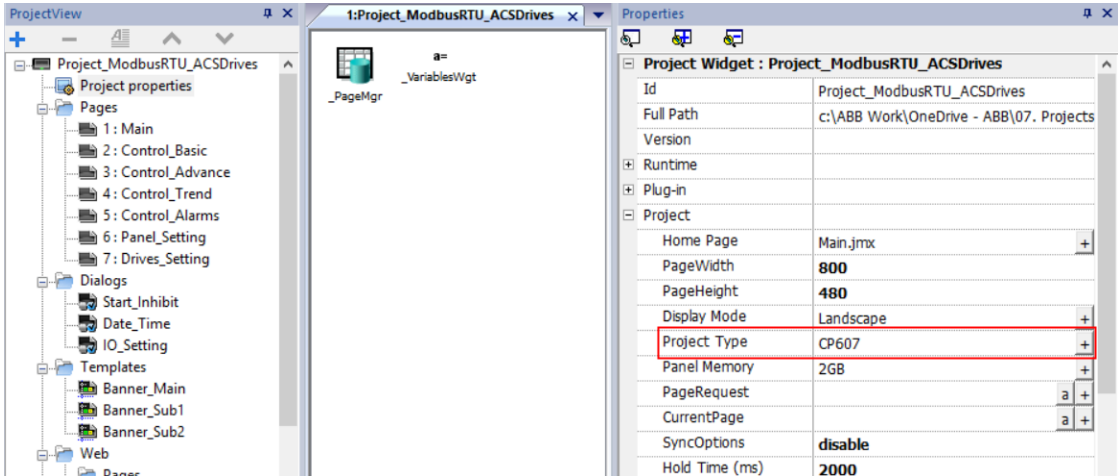 ProjectView
Project_ModbusRTU_ACSDrives
Project properties
Pages
1 : Main
2 : Control_Basic
3 : Control_Advance
4 : Control_Trend
5 : Control_Alarms
6 : Panel_Setting
7 : Drives_Setting
Dialogs
Start_Inhibit
Date_Time
IO_Setting
Templates
Banner_Main
Banner_Sub1
Banner_Sub2
Web
Pages
1:Project_ModbusRTU_ACSDrives
_PageMgr
a=
_VariablesWgt
Properties
Project Widget : Project_ModbusRTU_ACSDrives
Id Project_ModbusRTU_ACSDrives
Full Path c:\ABB Work\OneDrive - ABB\07. Projects
Version
Runtime
Plug-in
Project
Home Page Main.jmx +
PageWidth 800
PageHeight 480
Display Mode Landscape +
Project Type CP607 +
Panel Memory 2GB +
PageRequest a +
CurrentPage a +
SyncOptions disable
Hold Time (ms) 2000